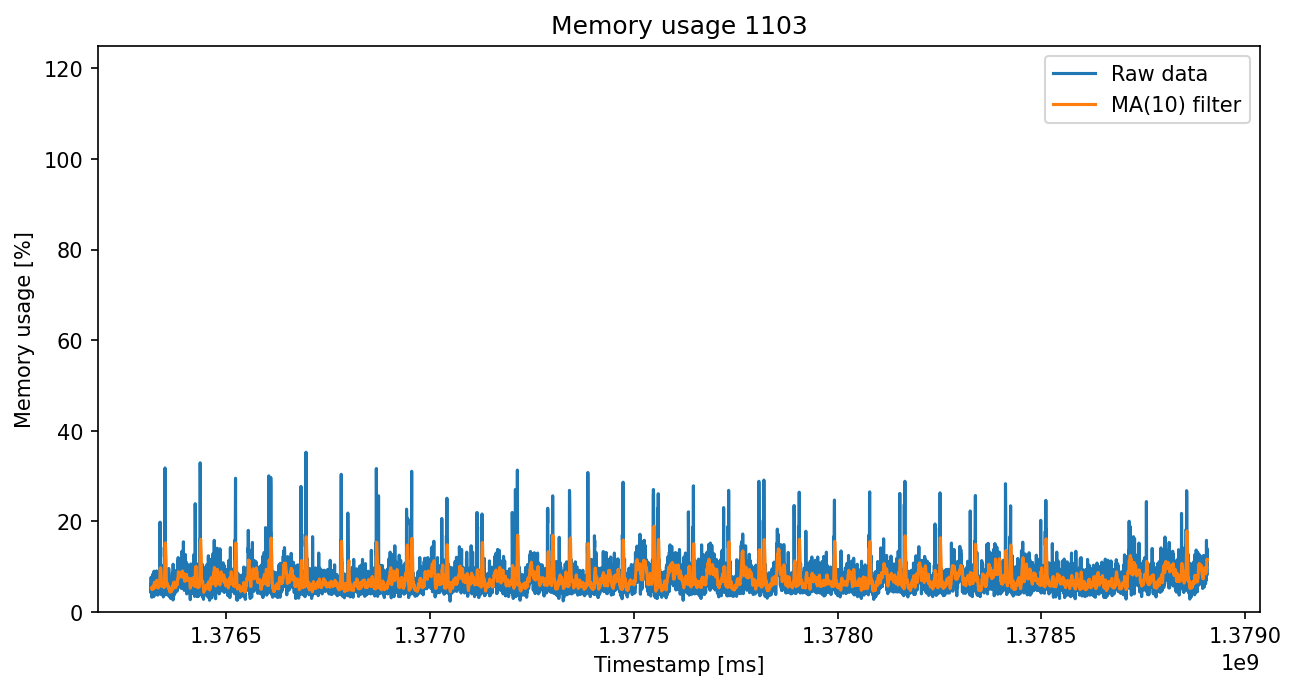 Memory usage 1103
Raw data
MA(10) filter
Memory usage [%]
120
100
80
60
40
20
0
1.3765 1.3770 1.3775 1.3780 1.3785 1.3790
1e9
Timestamp [ms]